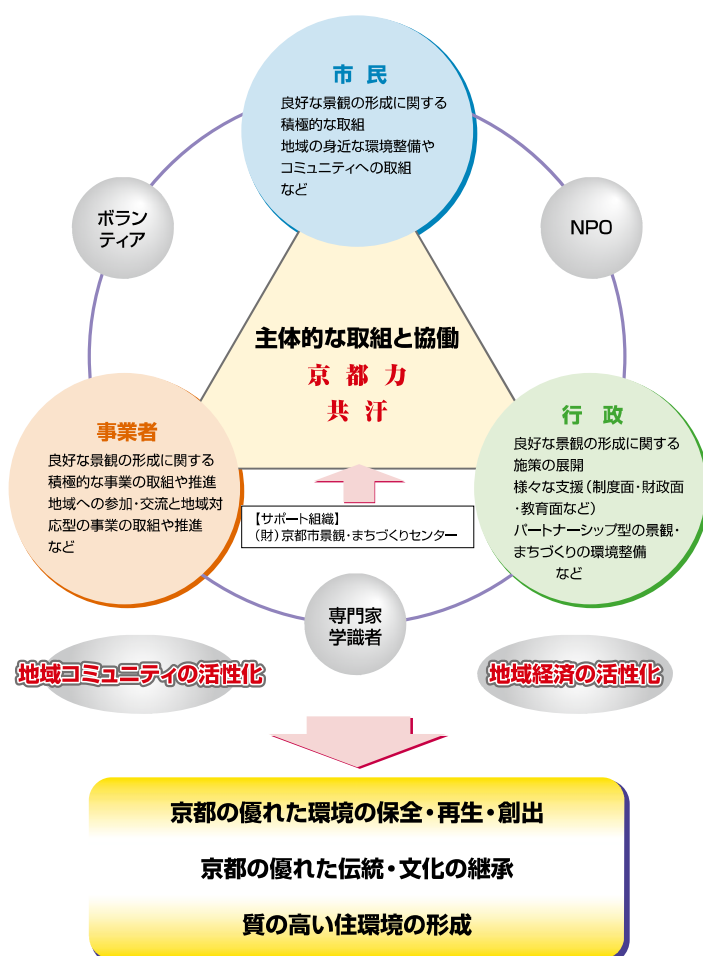 市 民
良好な景観の形成に関する
積極的な取組
地域の身近な環境整備や
コミュニティへの取組
など
ボラン
ティア
NPO
主体的な取組と協働
京 都 力
共 汗
事業者
良好な景観の形成に関する
積極的な事業の取組や推進
地域への参加・交流と地域対
応型の事業の取組や推進
など
行 政
良好な景観の形成に関する
施策の展開
様々な支援(制度面・財政面
・教育面など)
パートナーシップ型の景観・
まちづくりの環境整備
など
【サポート組織】
(財)京都市景観・まちづくりセンター
専門家
学識者
地域コミュニティの活性化
地域経済の活性化
京都の優れた環境の保全・再生・創出
京都の優れた伝統・文化の継承
質の高い住環境の形成